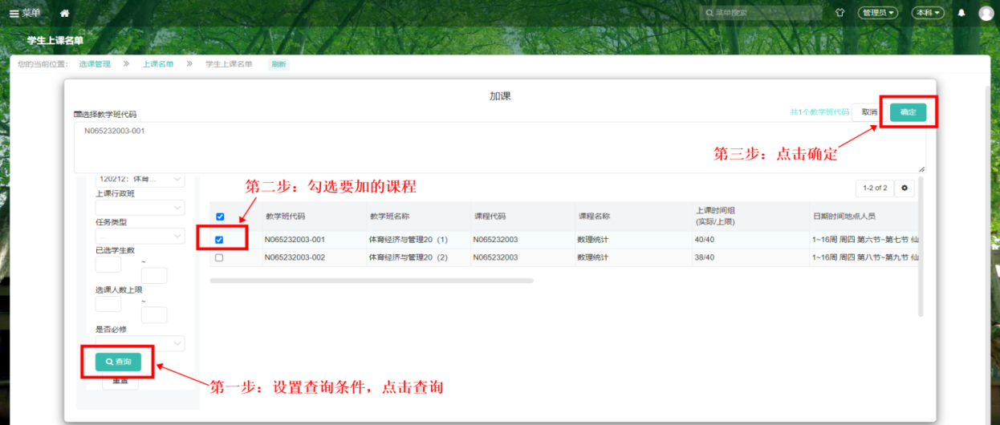 菜单
菜单搜索
管理员
本科
学生上课名单
您的当前位置: 选课管理 » 上课名单 » 学生上课名单 刷新
加课
选择教学班代码
共1个教学班代码 取消 确定
N065232003-001
第三步：点击确定
120212：体育...
第二步：勾选要加的课程
1-2 of 2
上课行政班
任务类型
...
已选学生数
~
选课人数上限
~
是否必修
查询
重置
第一步：设置查询条件，点击查询
教学班代码 教学班名称 课程代码 课程名称 上课时间组 (实际/上限) 日期时间地点人员
N065232003-001 体育经济与管理20（1） N065232003 数理统计 40/40 1~16周 周四 第六节~第七节 仙
N065232003-002 体育经济与管理20（2） N065232003 数理统计 38/40 1~16周 周四 第八节~第九节 仙